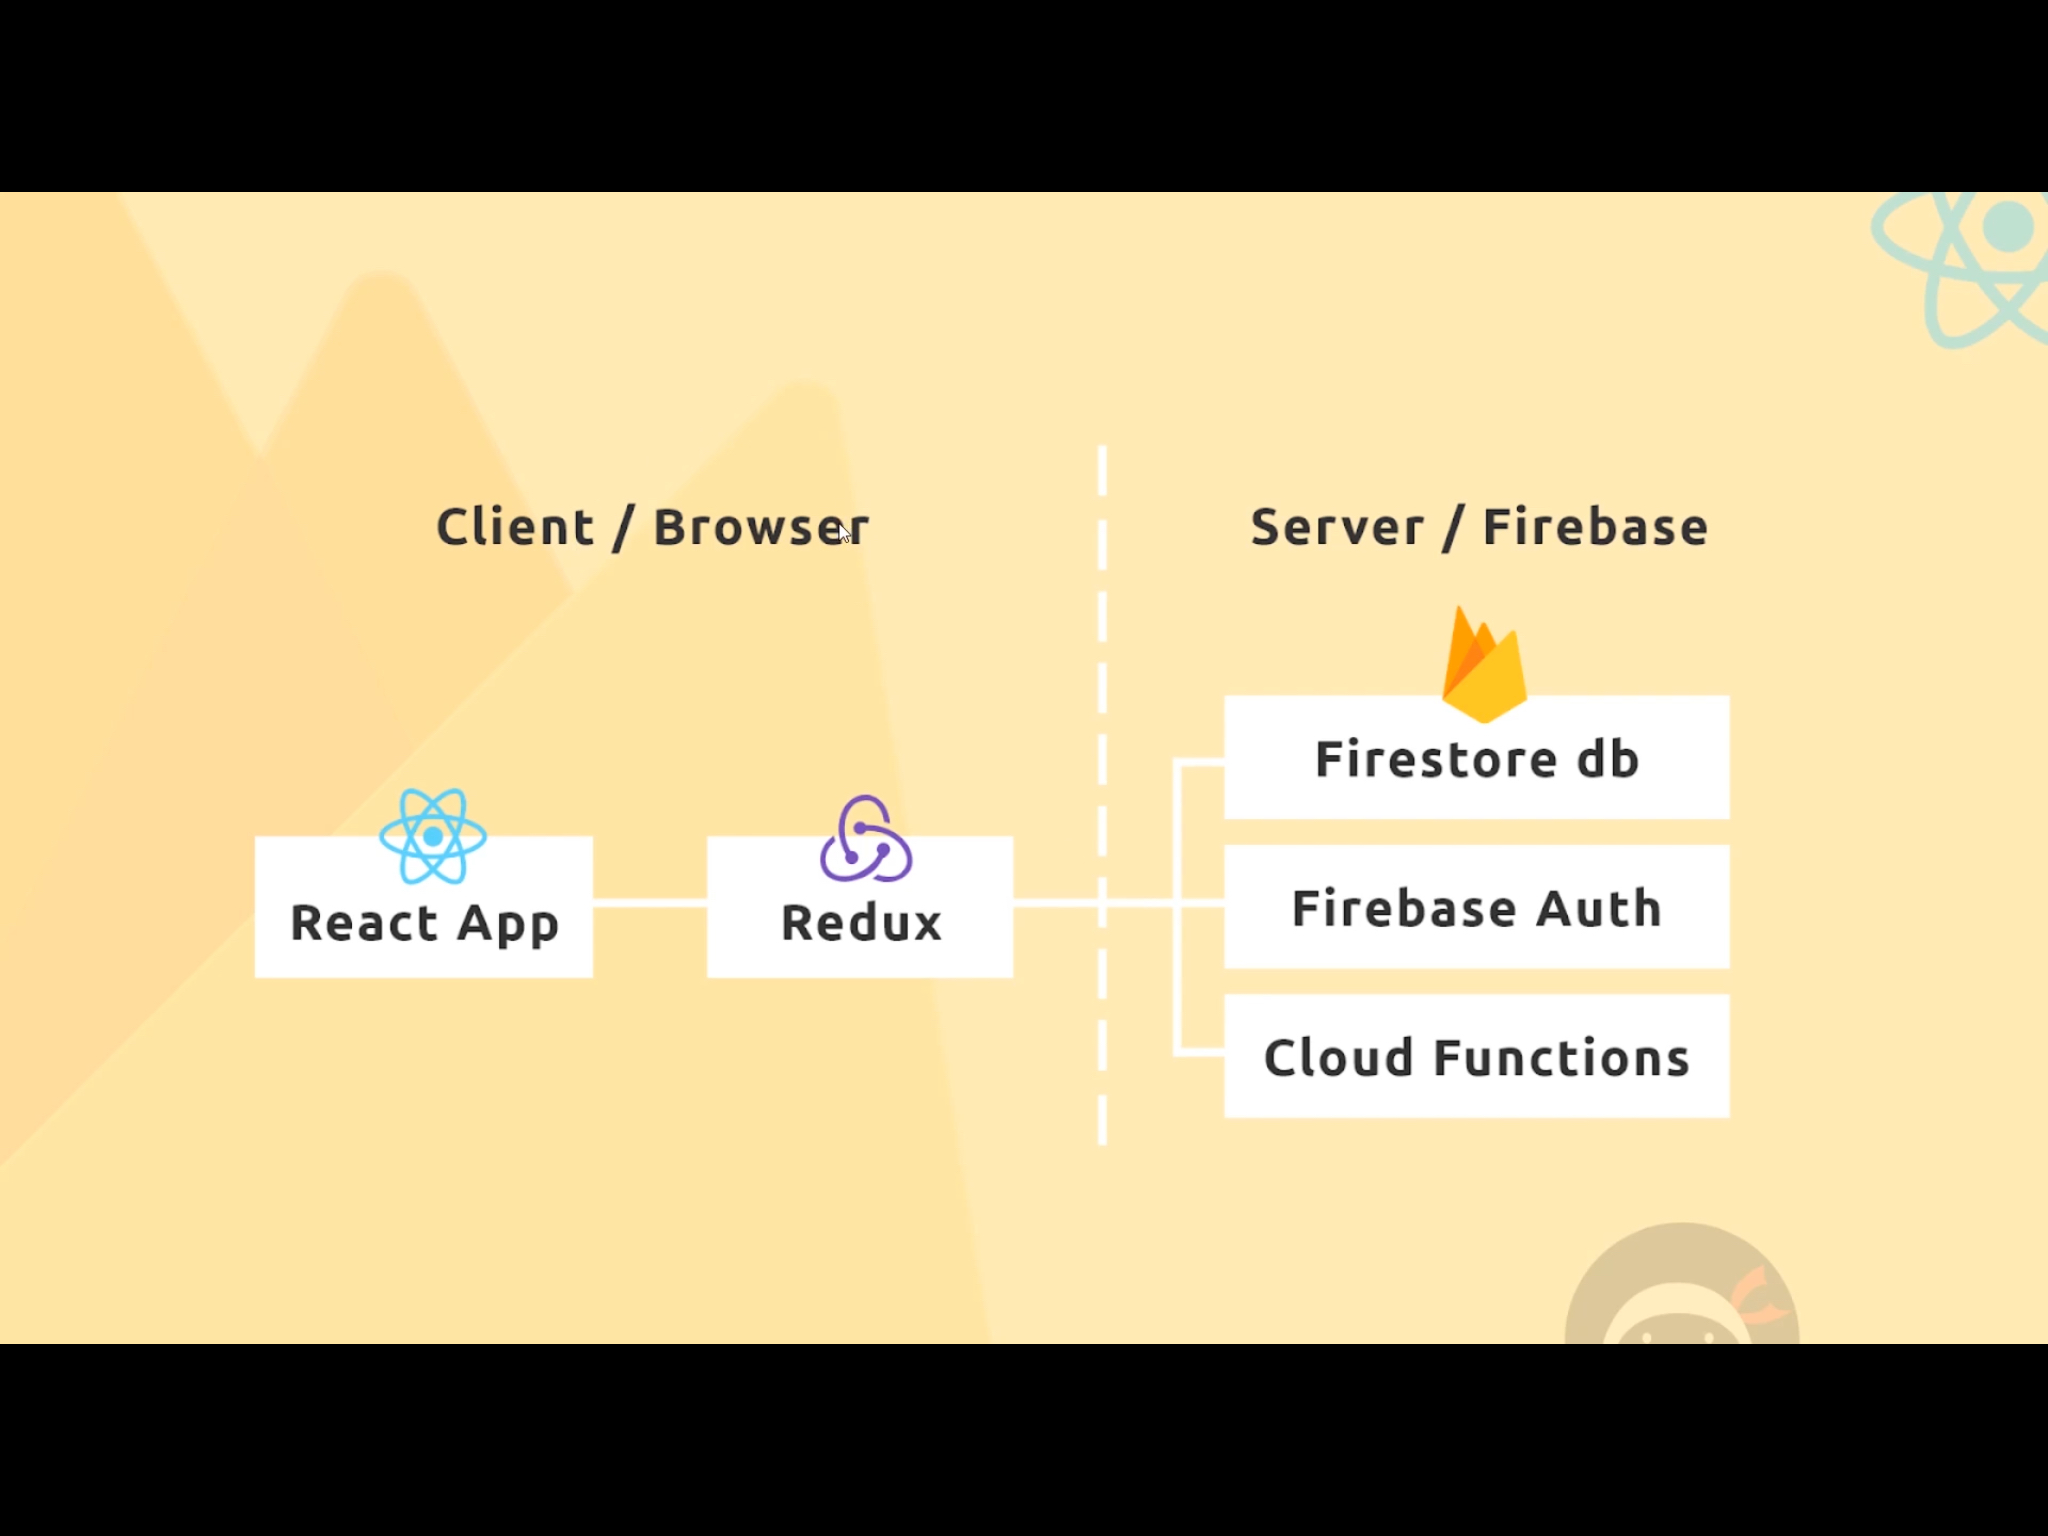 Client / Browser
Server / Firebase
React App
Redux
Firestore db
Firebase Auth
Cloud Functions